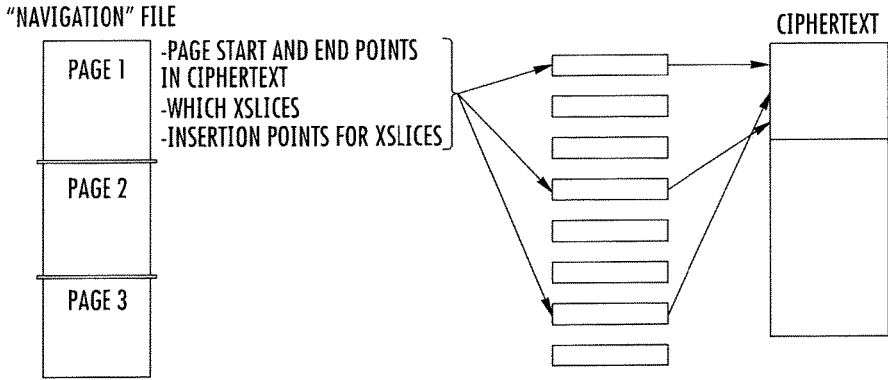 "NAVIGATION" FILE
PAGE 1
-PAGE START AND END POINTS
IN CIPHERTEXT
-WHICH XSLICES
-INSERTION POINTS FOR XSLICES
PAGE 2
PAGE 3
CIPHERTEXT